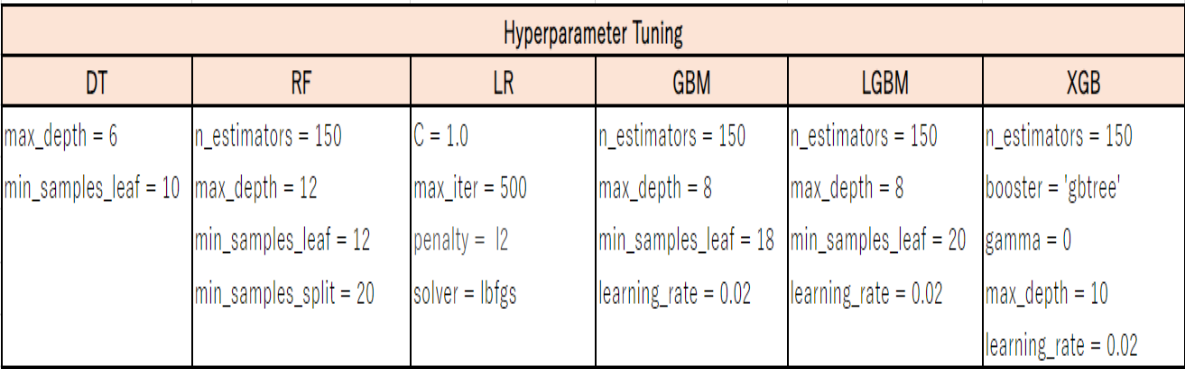 Hyperparameter Tuning
DT RF LR GBM LGBM XGB
max_depth = 6 n_estimators = 150 C = 1.0 n_estimators = 150 n_estimators = 150 n_estimators = 150
min_samples_leaf = 10 max_depth = 12 max_iter = 500 max_depth = 8 max_depth = 8 booster = 'gbtree'
min_samples_leaf = 12 penalty = l2 min_samples_leaf = 18 min_samples_leaf = 20 gamma = 0
min_samples_split = 20 solver = lbfgs learning_rate = 0.02 learning_rate = 0.02 max_depth = 10
learning_rate = 0.02